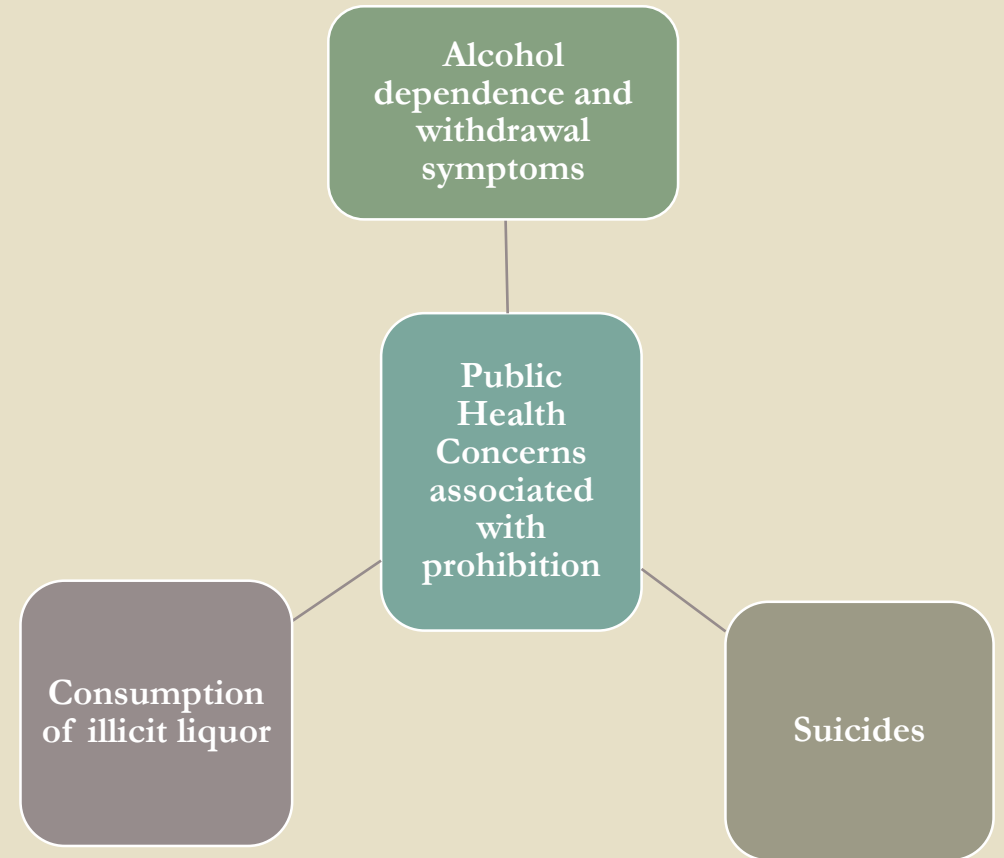 Alcohol
dependence and
withdrawal
symptoms
Public
Health
Concerns
associated
with
prohibition
Consumption
of illicit liquor
Suicides